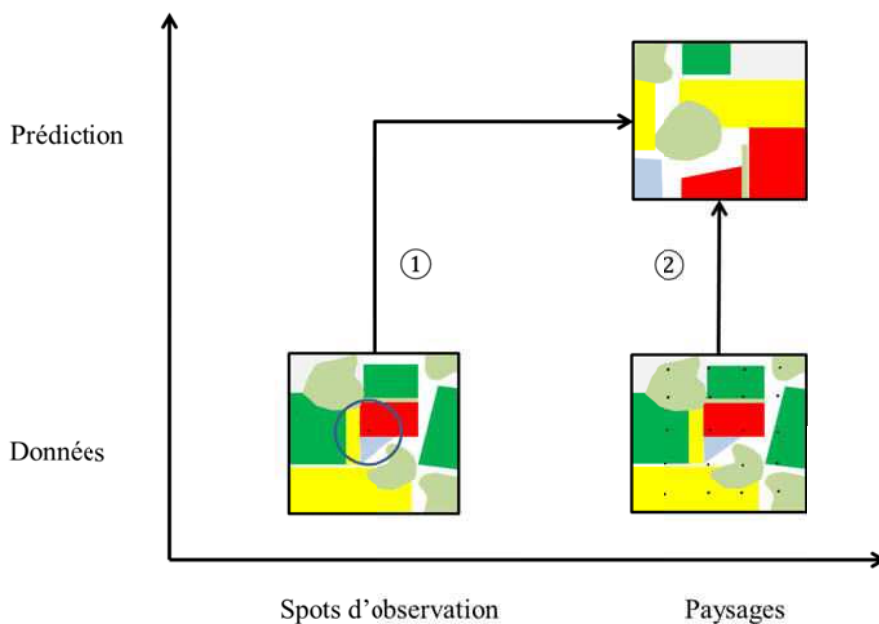 Prédiction
①
②
Données
Spots d'observation
Paysages